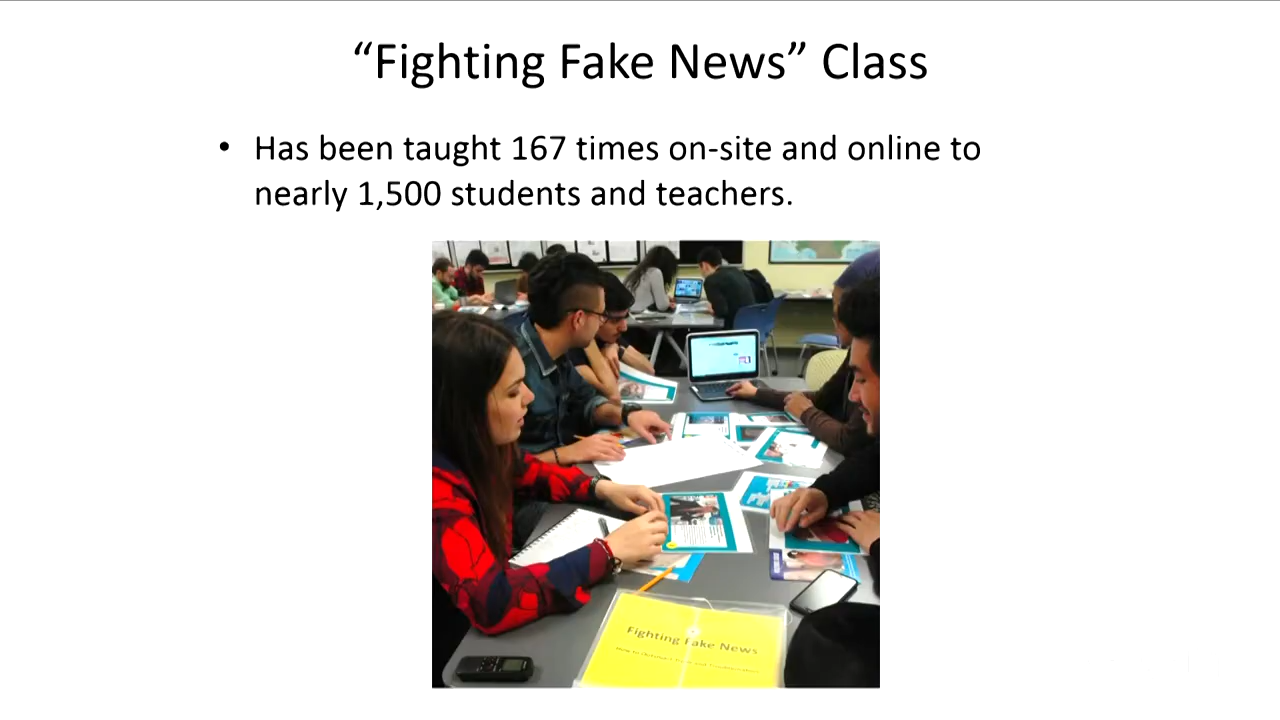 “Fighting Fake News” Class
• Has been taught 167 times on-site and online to
nearly 1,500 students and teachers.
Fighting Fake News